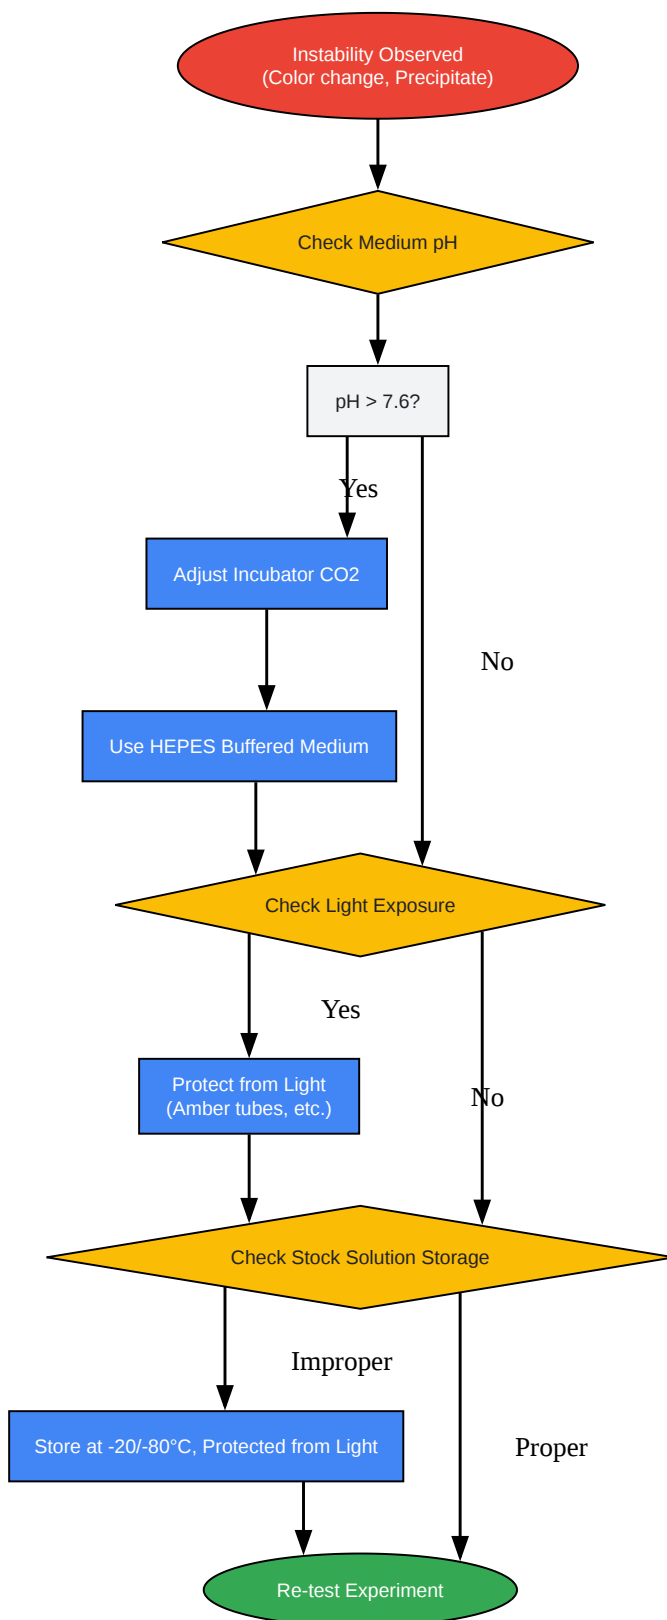 Instability Observed
(Color change, Precipitate)
Check Medium pH
pH > 7.6?
Yes
Adjust Incubator CO2
No
Use HEPES Buffered Medium
Check Light Exposure
Yes
Protect from Light
(Amber tubes, etc.)
No
Check Stock Solution Storage
Improper
Store at -20/-80°C, Protected from Light
Proper
Re-test Experiment